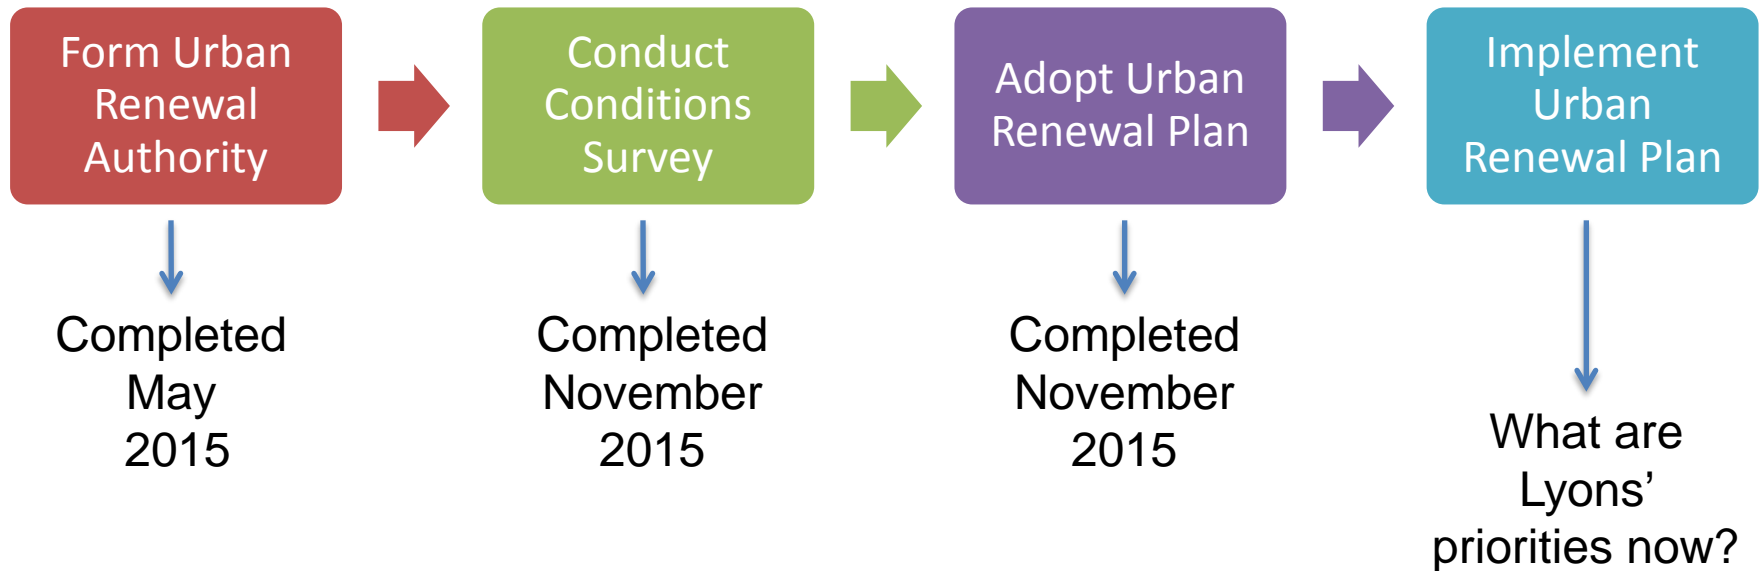 Form Urban
Renewal
Authority
Conduct
Conditions
Survey
Adopt Urban
Renewal Plan
Implement
Urban
Renewal Plan
Completed
May
2015
Completed
November
2015
Completed
November
2015
What are
Lyons’
priorities now?